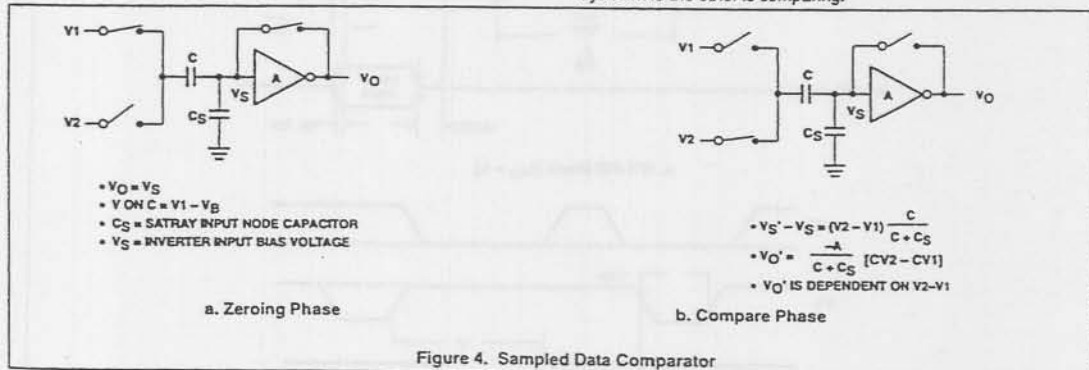 to comparing.
V1
C
A
VS
VO
V2
CS
• VO = VS
• V ON C = V1 – VB
• CS = SATRAY INPUT NODE CAPACITOR
• VS = INVERTER INPUT BIAS VOLTAGE
a. Zeroing Phase
V1
C
A
VS
VO
V2
CS
• VS' – VS = (V2 – V1) C / C + CS
• VO' = –A / C + CS [CV2 – CV1]
• VO' IS DEPENDENT ON V2–V1
b. Compare Phase
Figure 4. Sampled Data Comparator